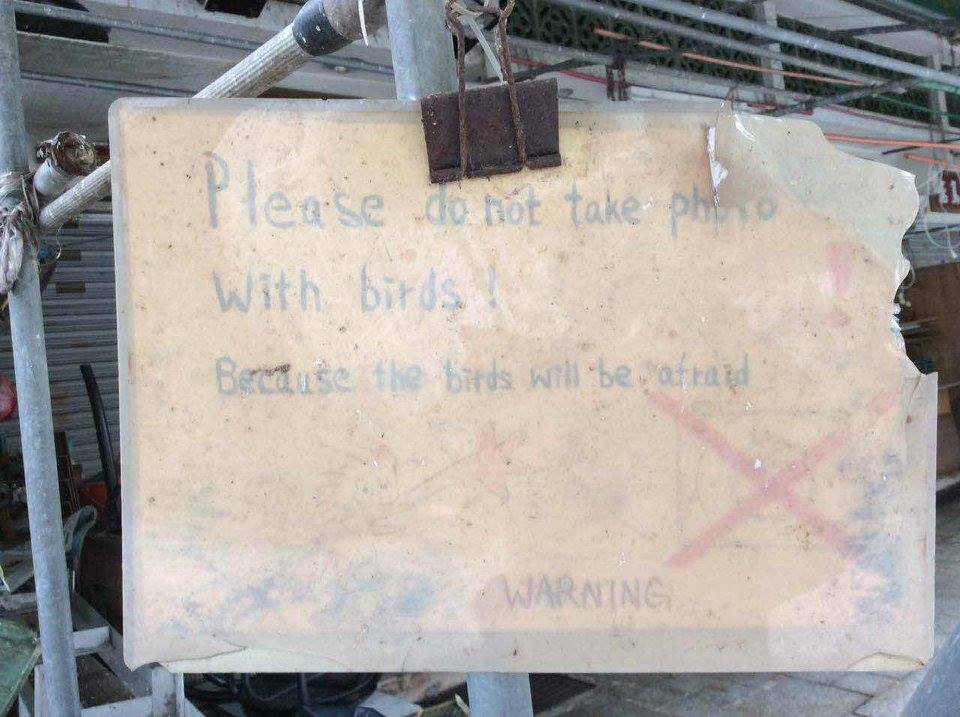 Please do not take photo
With birds!
Because the birds will be afraid
WARNING